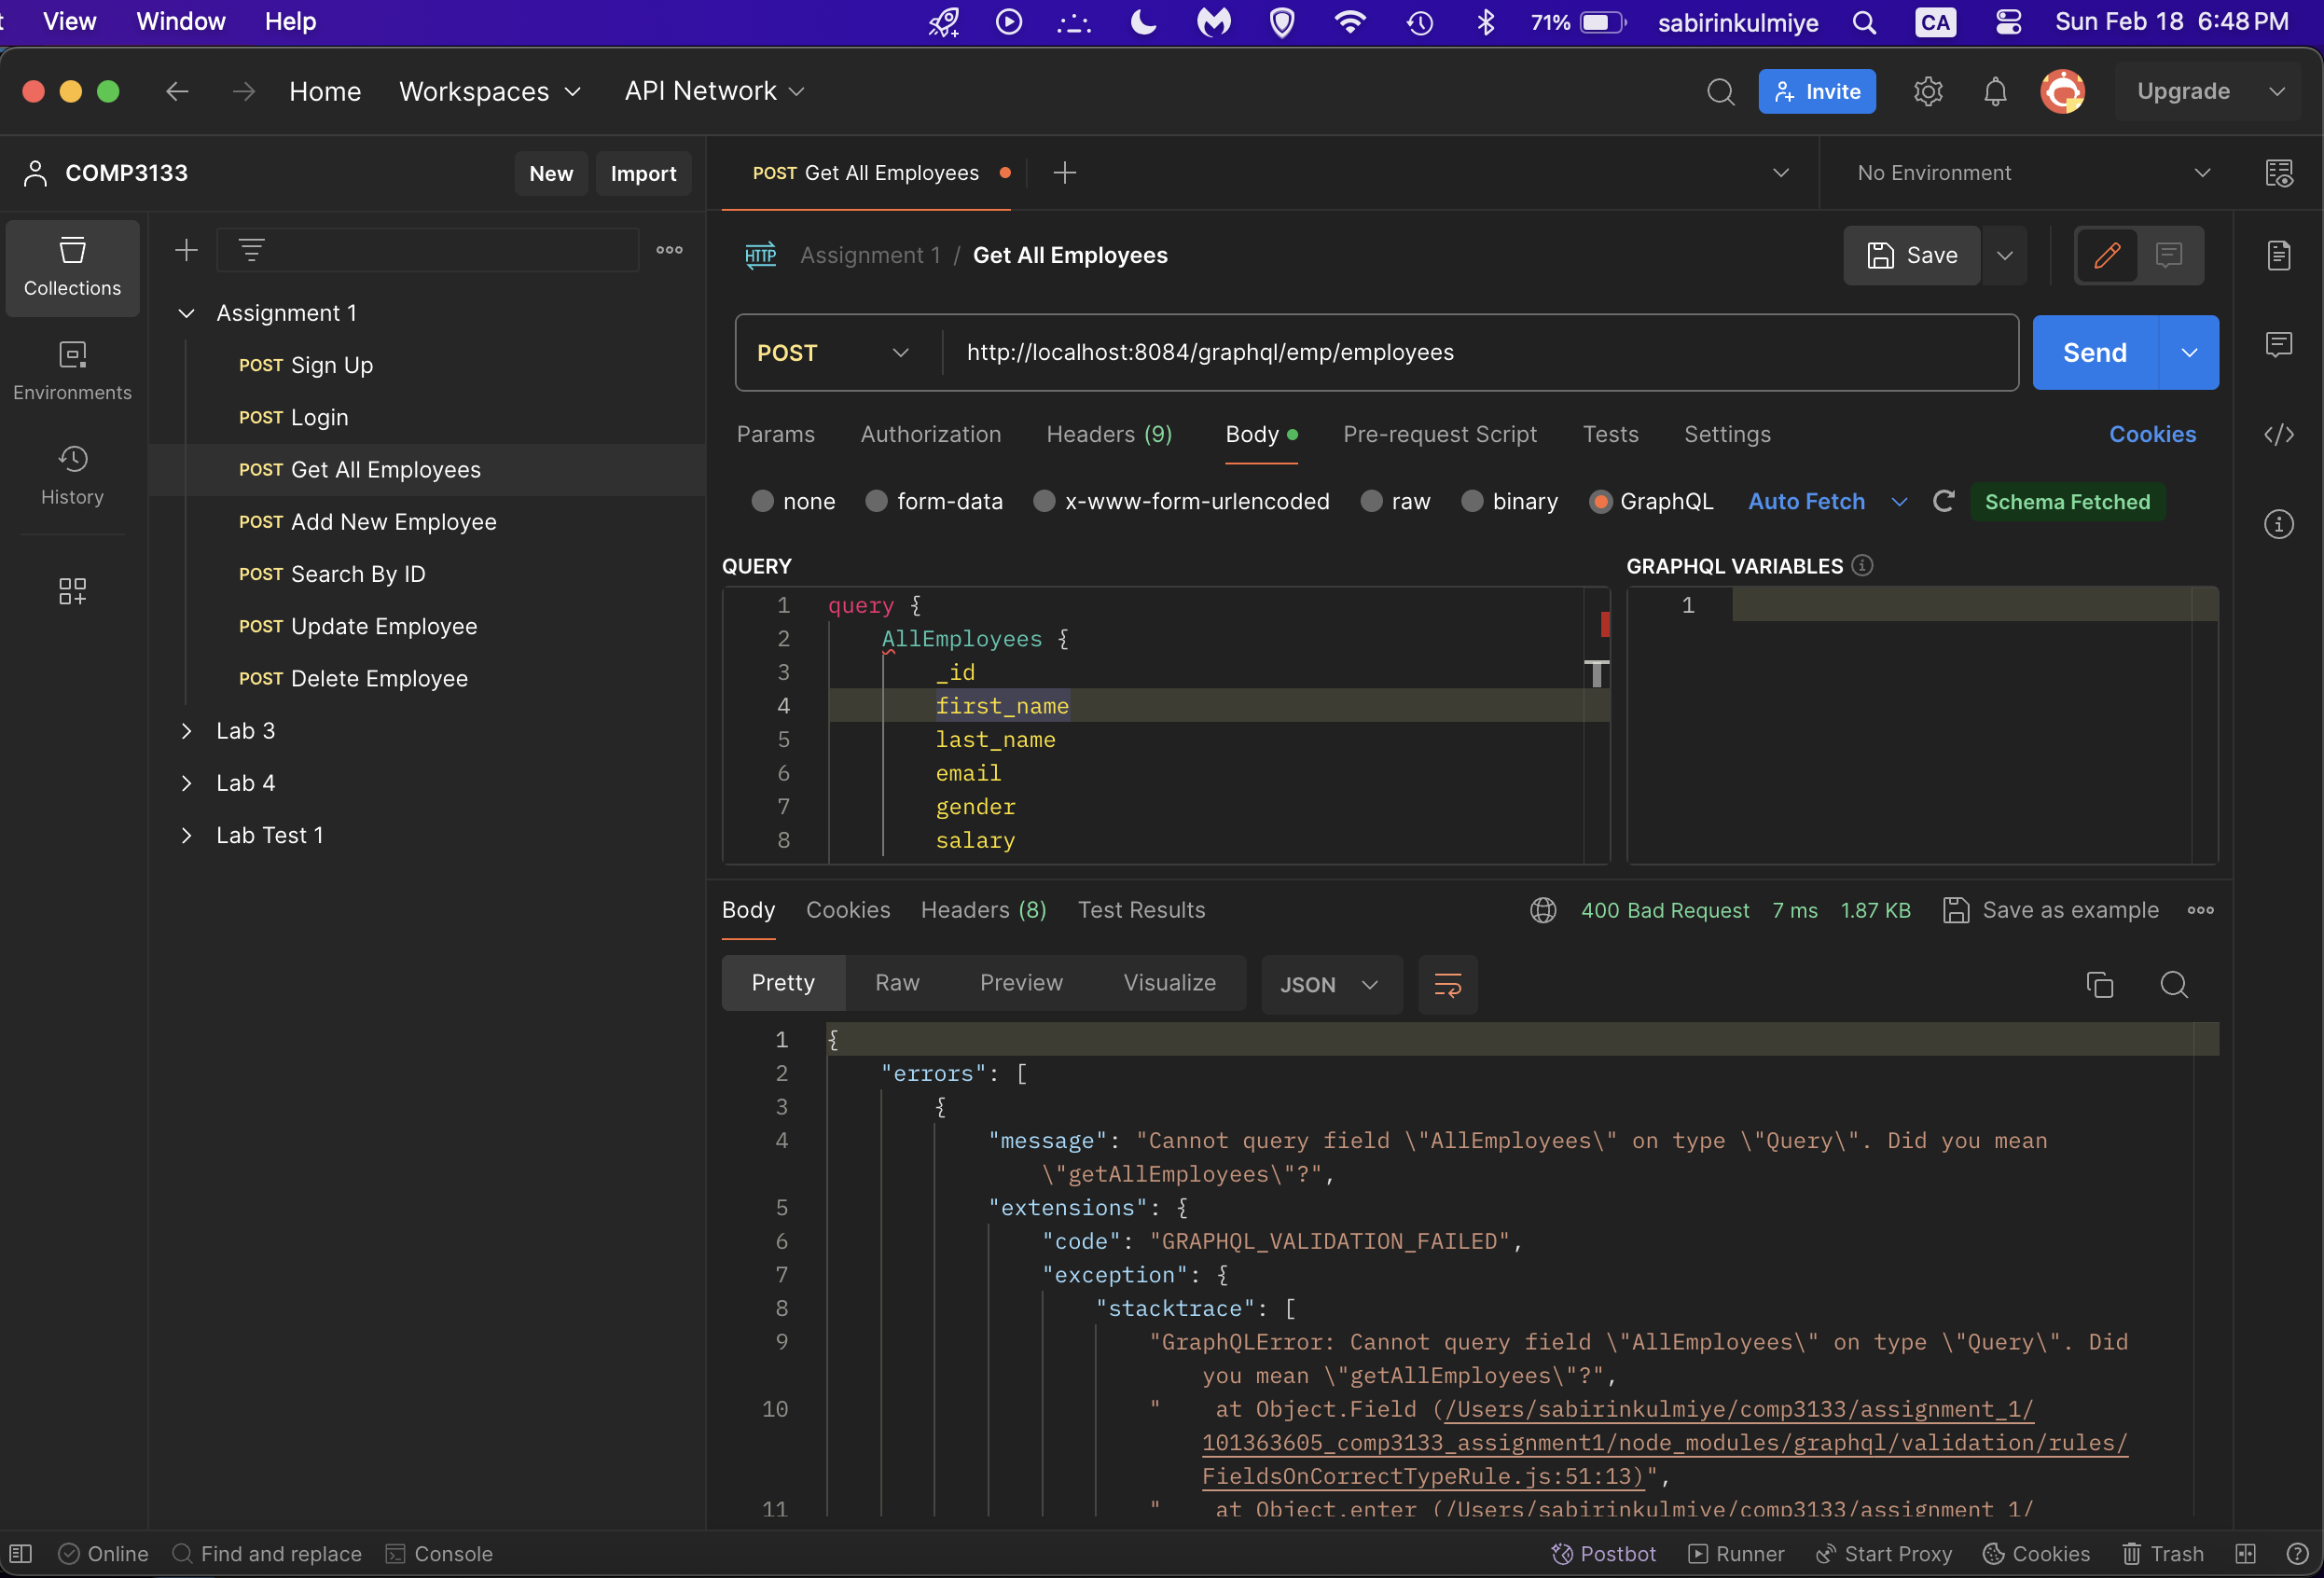 View Window Help 71% sabirinkulmiye CA Sun Feb 18 6:48 PM
Home Workspaces API Network Invite Upgrade
COMP3133 New Import
POST Get All Employees No Environment
Collections
Environments
History
Assignment 1
POST Sign Up
POST Login
POST Get All Employees
POST Add New Employee
POST Search By ID
POST Update Employee
POST Delete Employee
Lab 3
Lab 4
Lab Test 1
HTTP Assignment 1 / Get All Employees Save
POST http://localhost:8084/graphql/emp/employees Send
Params Authorization Headers (9) Body Pre-request Script Tests Settings Cookies
none form-data x-www-form-urlencoded raw binary GraphQL Auto Fetch Schema Fetched
QUERY
1 query {
2 AllEmployees {
3 _id
4 first_name
5 last_name
6 email
7 gender
8 salary
GRAPHQL VARIABLES
1
Body Cookies Headers (8) Test Results 400 Bad Request 7 ms 1.87 KB Save as example
Pretty Raw Preview Visualize JSON
1 {
2 "errors": [
3 {
4 "message": "Cannot query field \"AllEmployees\" on type \"Query\". Did you mean
\"getAllEmployees\"?",
5 "extensions": {
6 "code": "GRAPHQL_VALIDATION_FAILED",
7 "exception": {
8 "stacktrace": [
9 "GraphQLError: Cannot query field \"AllEmployees\" on type \"Query\". Did
you mean \"getAllEmployees\"?",
10 " at Object.Field (/Users/sabirinkulmiye/comp3133/assignment_1/
101363605_comp3133_assignment1/node_modules/graphql/validation/rules/
FieldsOnCorrectTypeRule.js:51:13)",
11 " at Object.enter (/Users/sabirinkulmiye/comp3133/assignment_1/
Online Find and replace Console Postbot Runner Start Proxy Cookies Trash